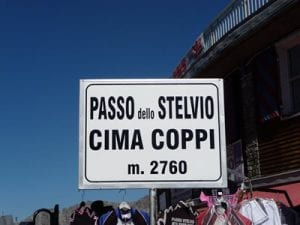 PASSO dello STELVIO
CIMA COPPI
m. 2760